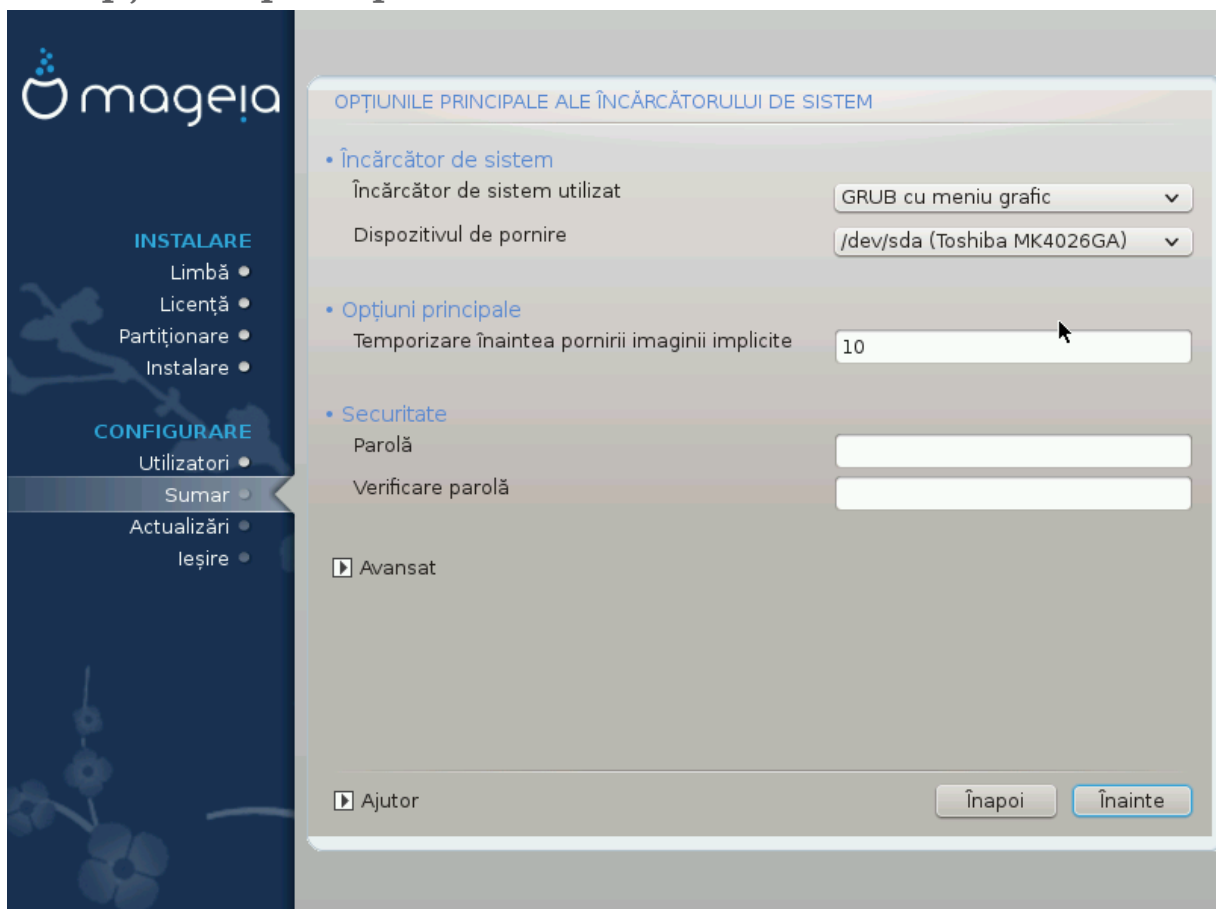 mageia
INSTALARE
Limbă
Licență
Partiționare
Instalare
CONFIGURARE
Utilizatori
Sumar
Actualizări
Ieșire
OPȚIUNILE PRINCIPALE ALE ÎNCĂRCĂTORULUI DE SISTEM
• Încărcător de sistem
Încărcător de sistem utilizat
GRUB cu meniu grafic
Dispozitivul de pornire
/dev/sda (Toshiba MK4026GA)
• Opțiuni principale
Temporizare înaintea pornirii imaginii implicite
10
• Securitate
Parolă
Verificare parolă
Avansat
Ajutor
Înapoi
Înainte